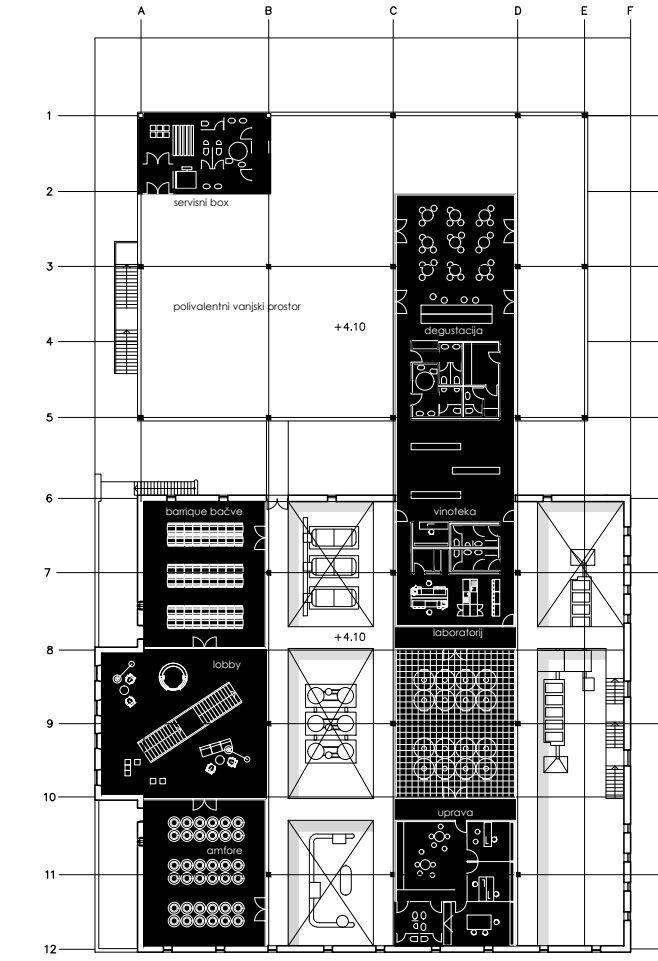 A B C D E F
1
2
servisni box
3
polivalentni vanjski prostor
+4.10
degustacija
4
5
6
barrique bačve
vinoteka
7
+4.10
laboratorij
8
lobby
9
10
uprava
amfore
11
12